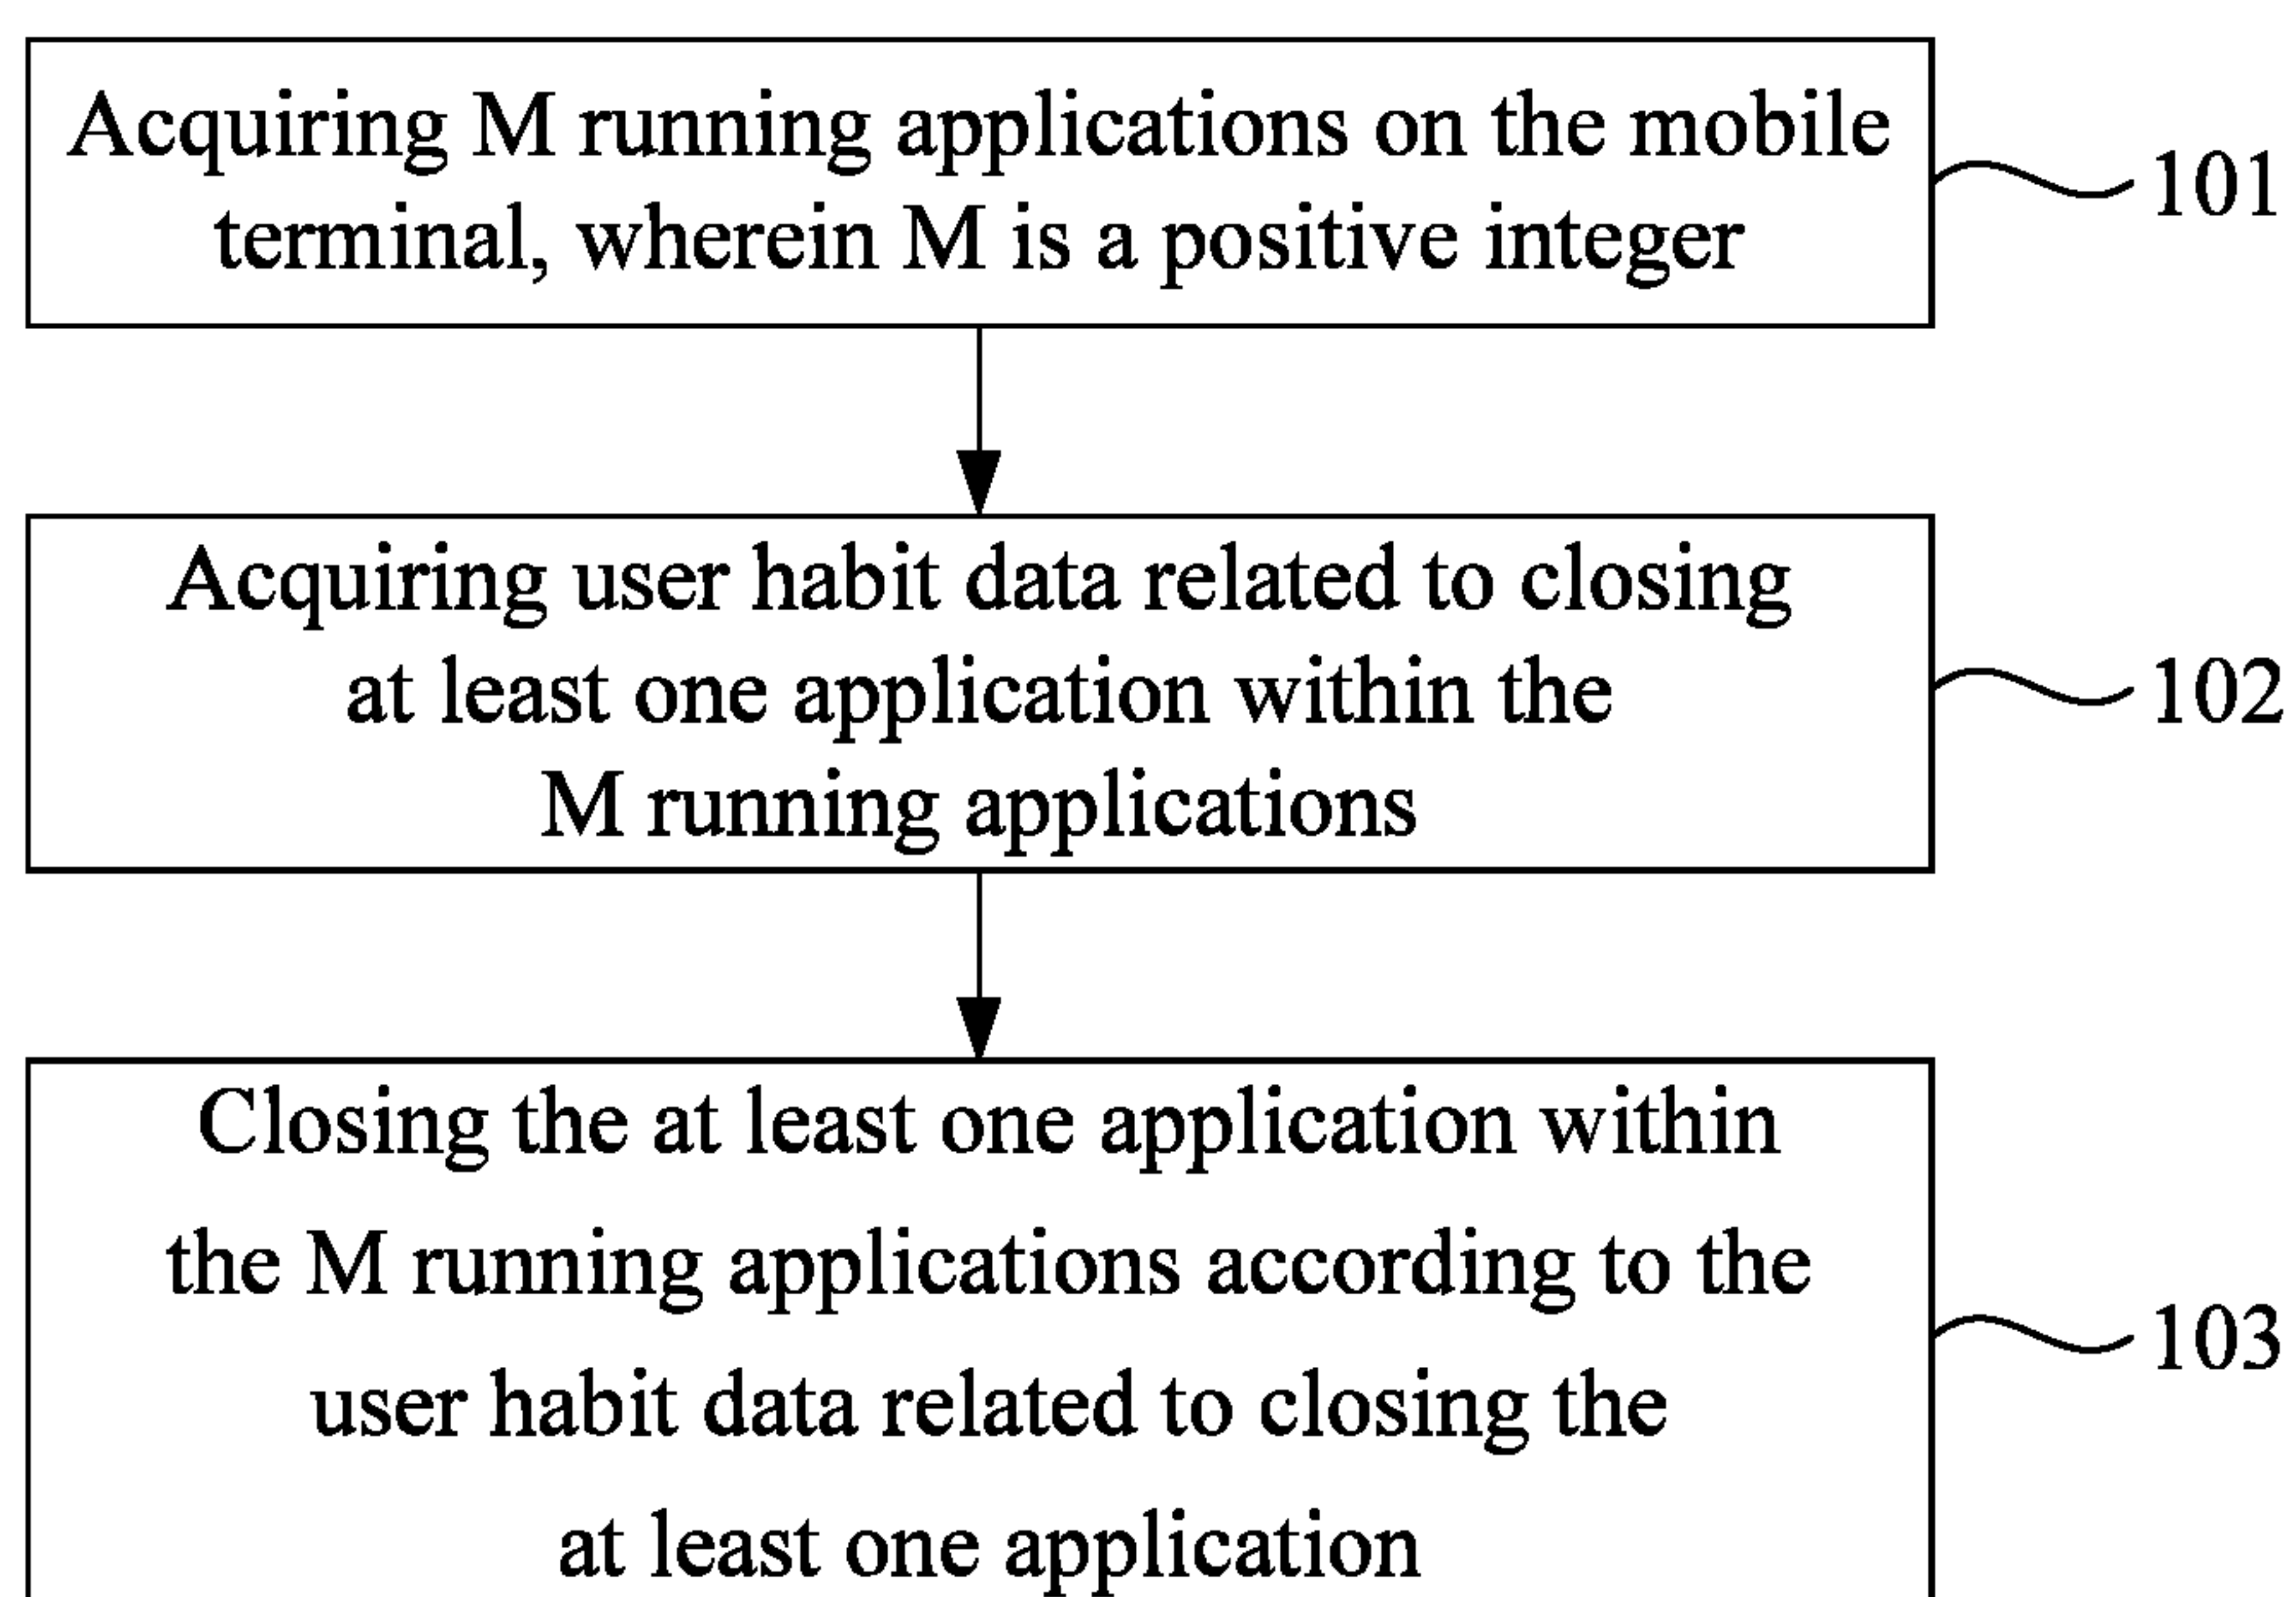 Acquiring M running applications on the mobile
terminal, wherein M is a positive integer
101
Acquiring user habit data related to closing
at least one application within the
M running applications
102
Closing the at least one application within
the M running applications according to the
user habit data related to closing the
at least one application
103